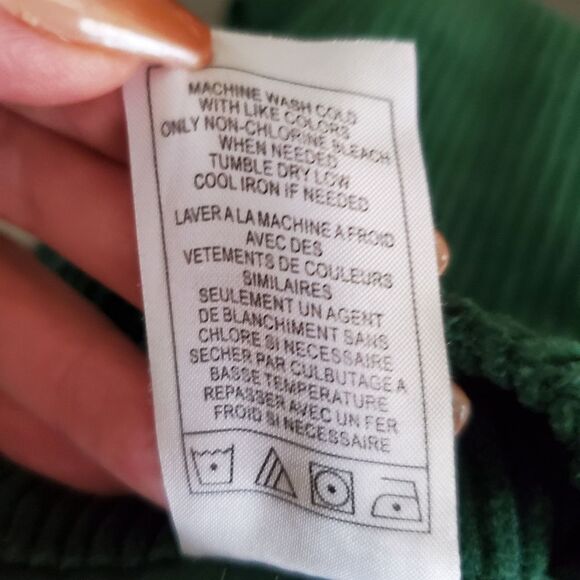 MACHINE WASH COLD
WITH LIKE COLORS
ONLY NON-CHLORINE BLEACH
WHEN NEEDED
TUMBLE DRY LOW
COOL IRON IF NEEDED
LAVER A LA MACHINE A FROID
AVEC DES
VETEMENTS DE COULEURS
SIMILAIRES
SEULEMENT UN AGENT
DE BLANCHIMENT SANS
CHLORE SI NECESSAIRE
SECHER PAR CULBUTAGE A
BASSE TEMPERATURE
REPASSER AVEC UN FER
FROID SI NECESSAIRE